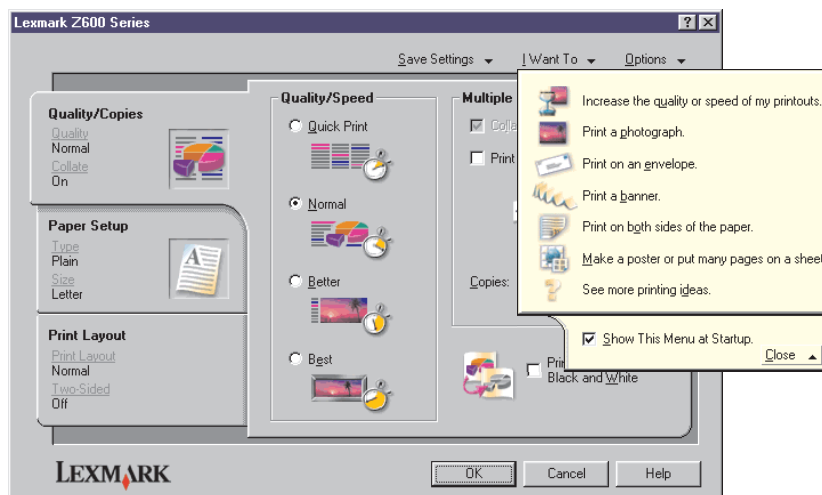 Lexmark Z600 Series
Save Settings
I Want To
Options
Quality/Copies
Quality
Normal
Collate
On
Paper Setup
Type
Plain
Size
Letter
Print Layout
Print Layout
Normal
Two-Sided
Off
Quality/Speed
Quick Print
Normal
Better
Best
Multiple
Colla
Print
Copies:
Prin
Black and White
Increase the quality or speed of my printouts.
Print a photograph.
Print on an envelope.
Print a banner.
Print on both sides of the paper.
Make a poster or put many pages on a sheet
See more printing ideas.
Show This Menu at Startup.
Close
LEXMARK
OK
Cancel
Help